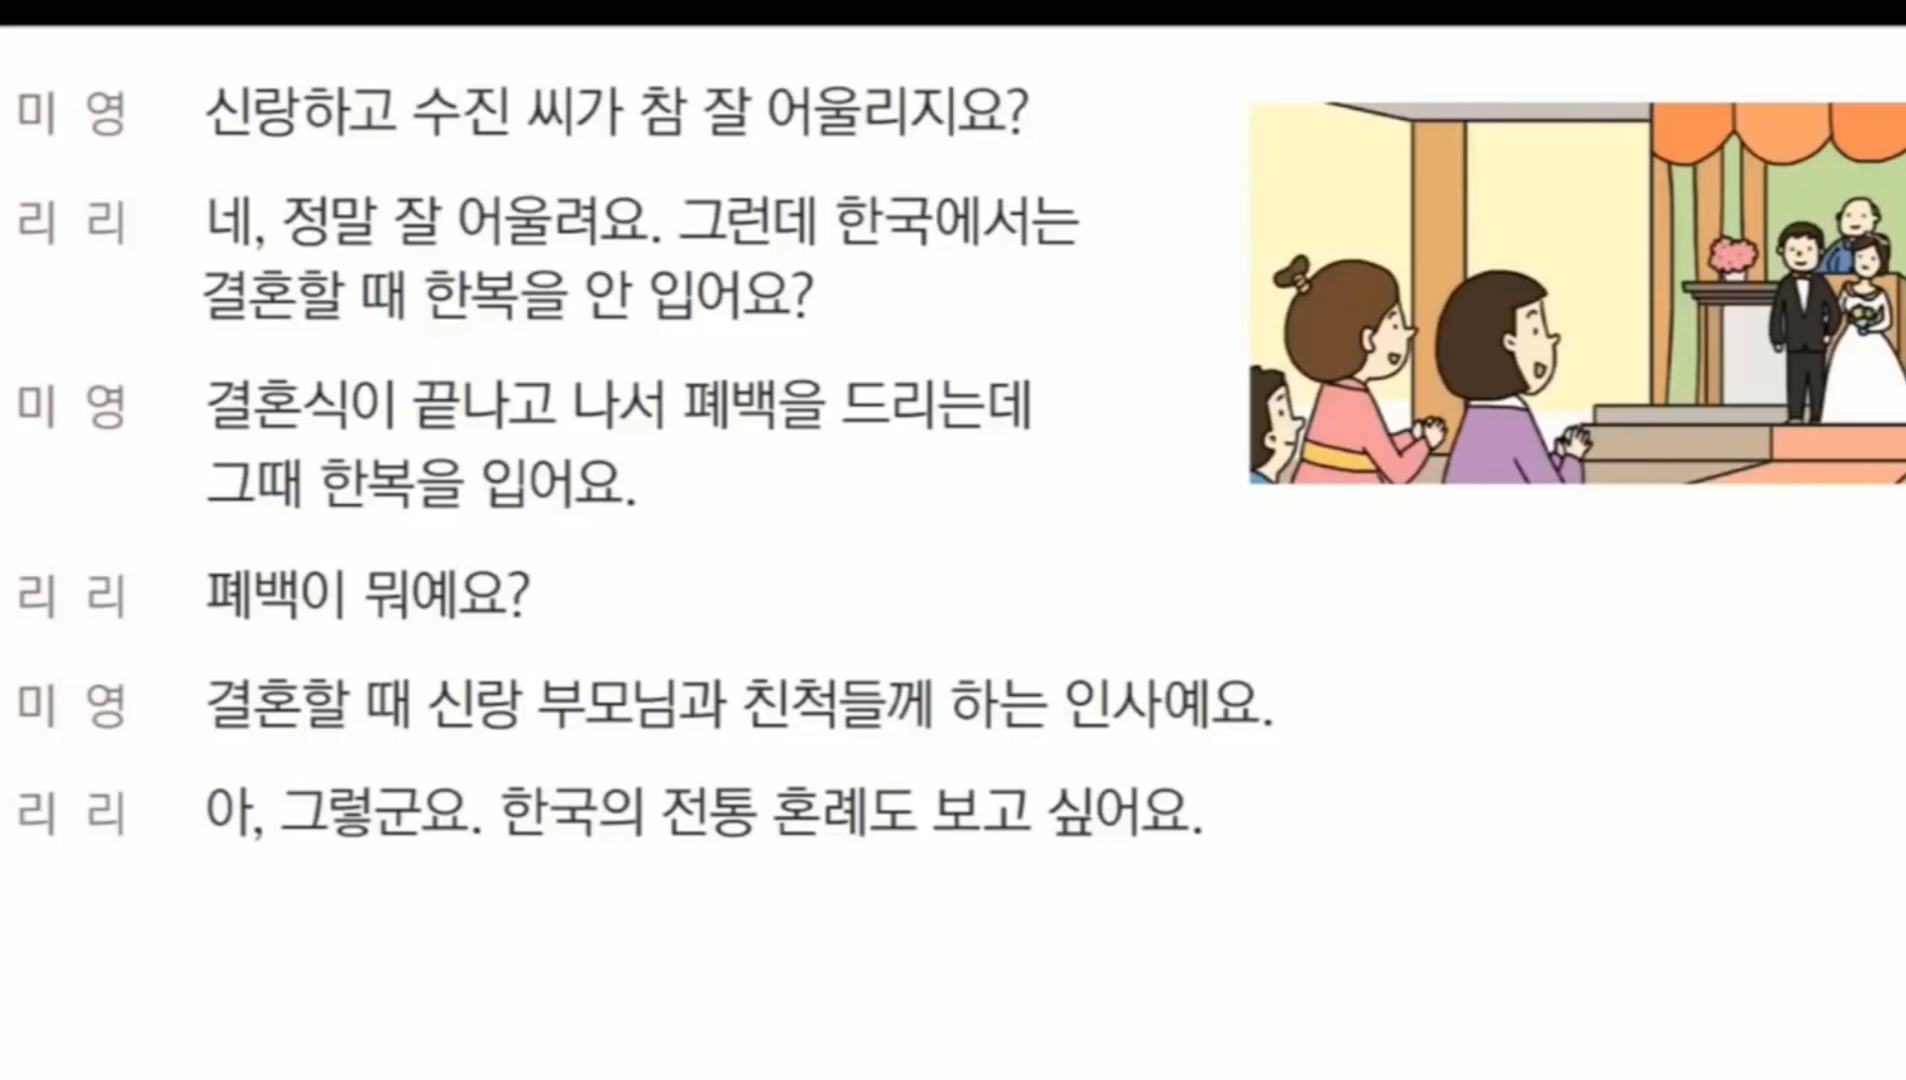 미 영 신랑하고 수진 씨가 참 잘 어울리지요?
리 리 네, 정말 잘 어울려요. 그런데 한국에서는
결혼할 때 한복을 안 입어요?
미 영 결혼식이 끝나고 나서 폐백을 드리는데
그때 한복을 입어요.
리 리 폐백이 뭐예요?
미 영 결혼할 때 신랑 부모님과 친척들께 하는 인사예요.
리 리 아, 그렇군요. 한국의 전통 혼례도 보고 싶어요.